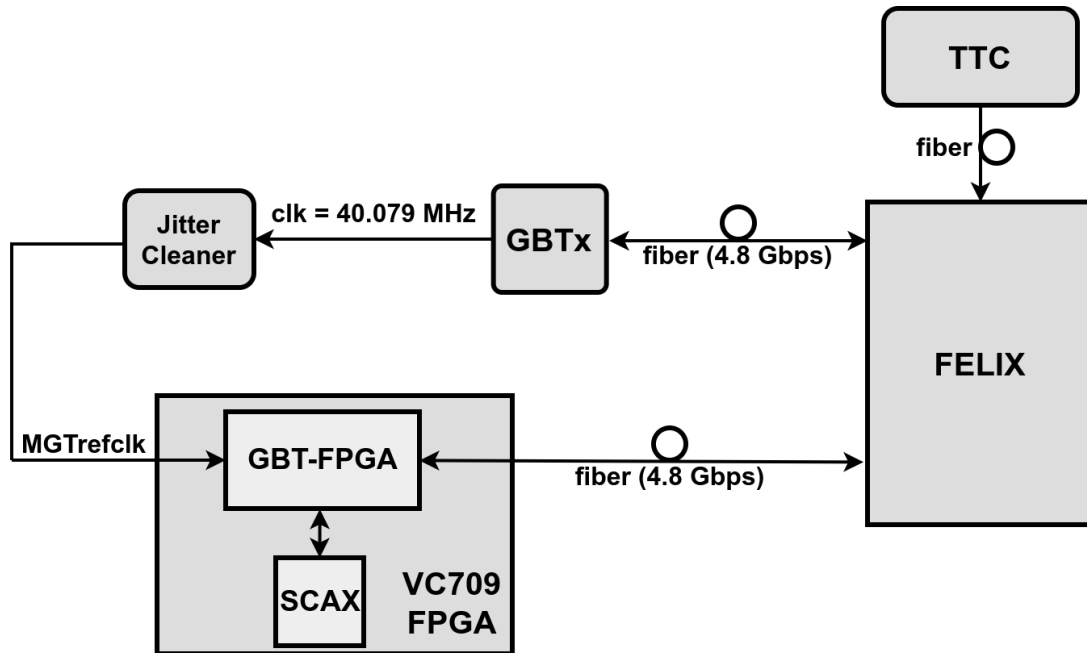 TTC
fiber
Jitter
Cleaner
clk = 40.079 MHz
GBTx
fiber (4.8 Gbps)
FELIX
MGTrefclk
GBT-FPGA
fiber (4.8 Gbps)
SCAX
VC709
FPGA